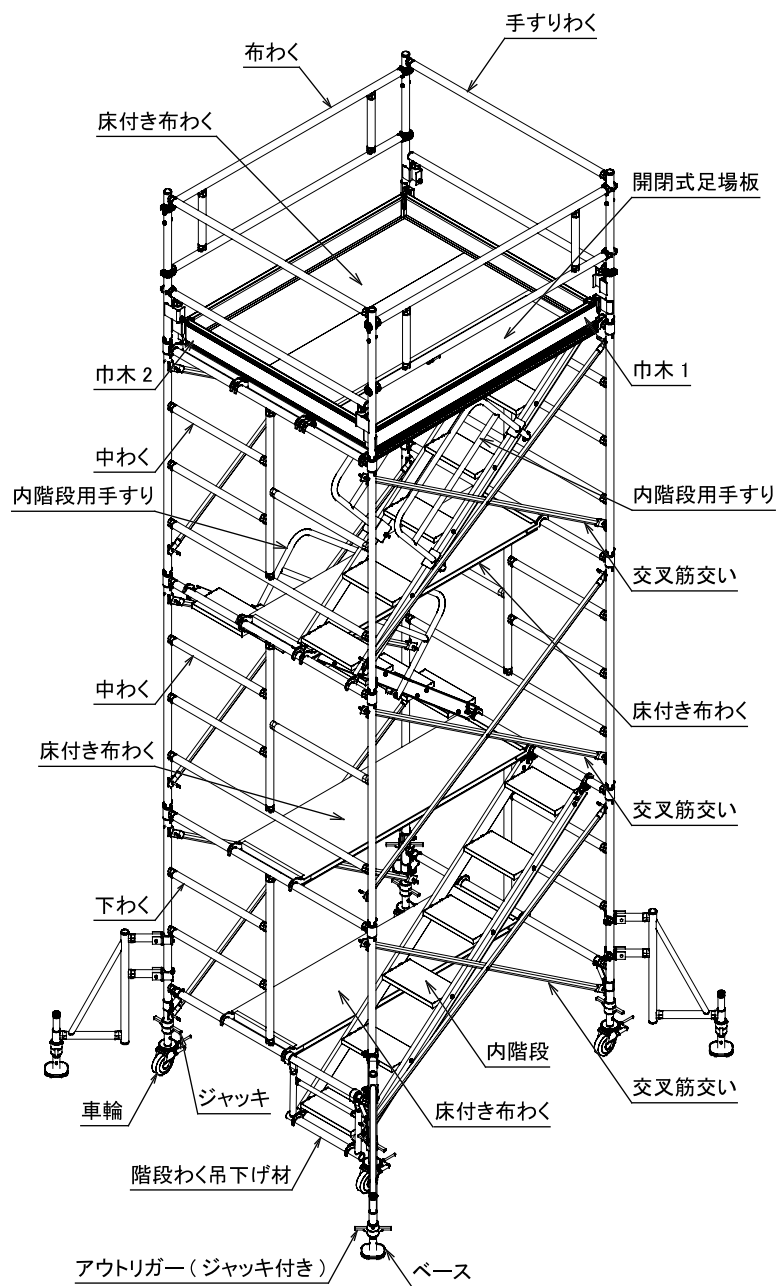 手すりわく
布わく
床付き布わく
開閉式足場板
巾木 2
巾木 1
中わく
内階段用手すり
内階段用手すり
交叉筋交い
中わく
床付き布わく
床付き布わく
交叉筋交い
下わく
内階段
交叉筋交い
車輪
ジャッキ
床付き布わく
階段わく吊下げ材
アウトリガー ( ジャッキ付き )
ベース